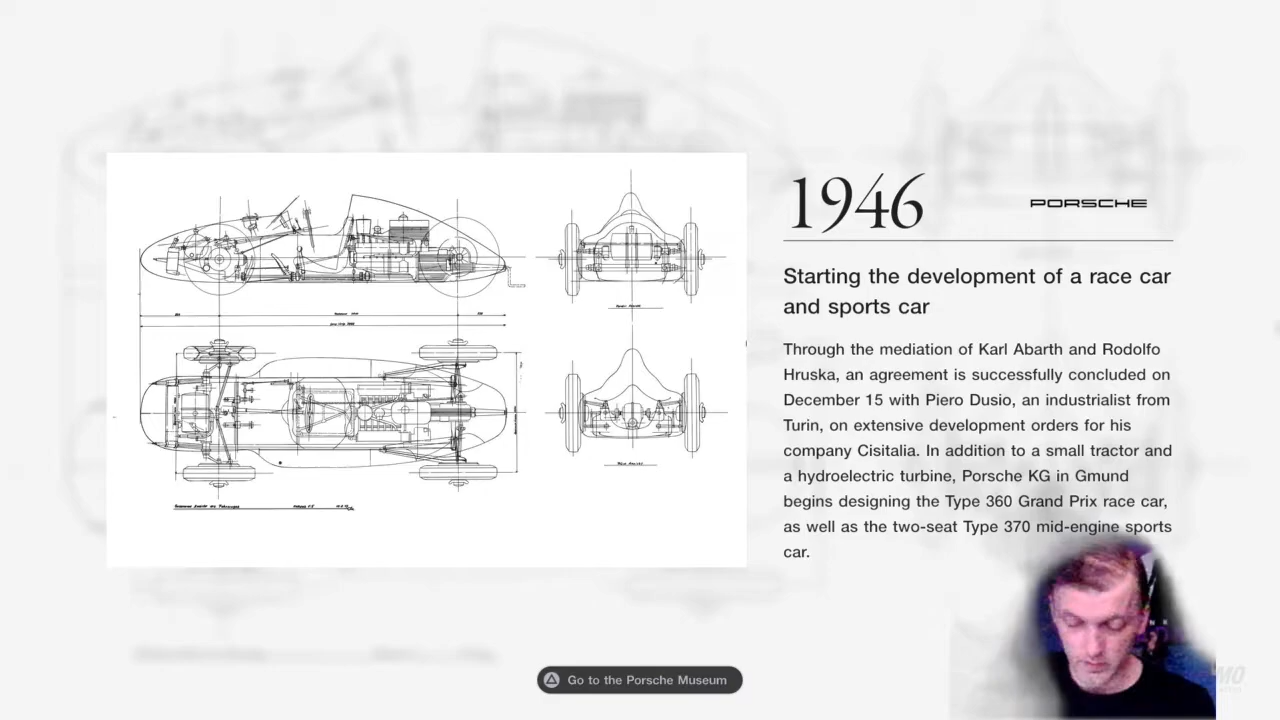 1946
PORSCHE
Starting the development of a race car
and sports car
Through the mediation of Karl Abarth and Rodolfo
Hruska, an agreement is successfully concluded on
December 15 with Piero Dusio, an industrialist from
Turin, on extensive development orders for his
company Cisitalia. In addition to a small tractor and
a hydroelectric turbine, Porsche KG in Gmund
begins designing the Type 360 Grand Prix race car,
as well as the two-seat Type 370 mid-engine sports
car.
Go to the Porsche Museum